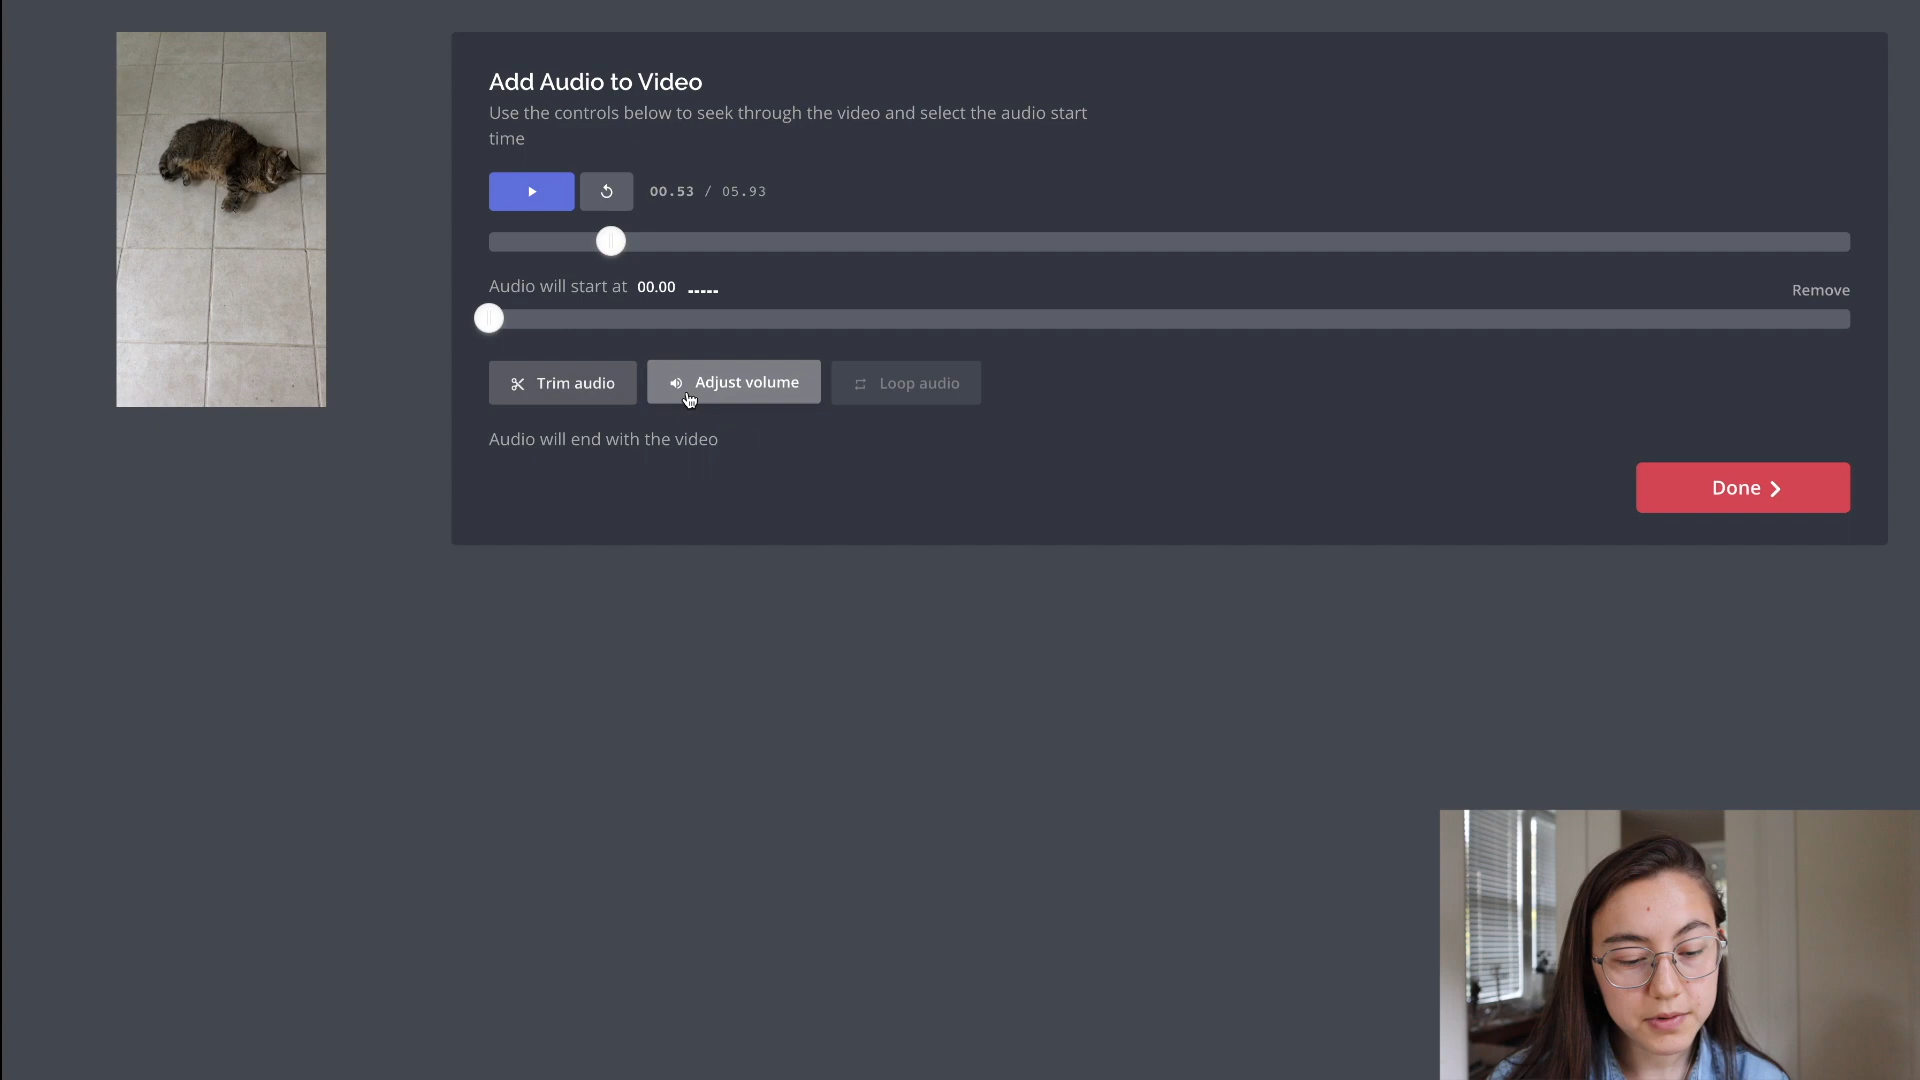 Add Audio to Video
Use the controls below to seek through the video and select the audio start
time
00.53 / 05.93
Audio will start at 00.00
Remove
Trim audio
Adjust volume
Loop audio
Audio will end with the video
Done